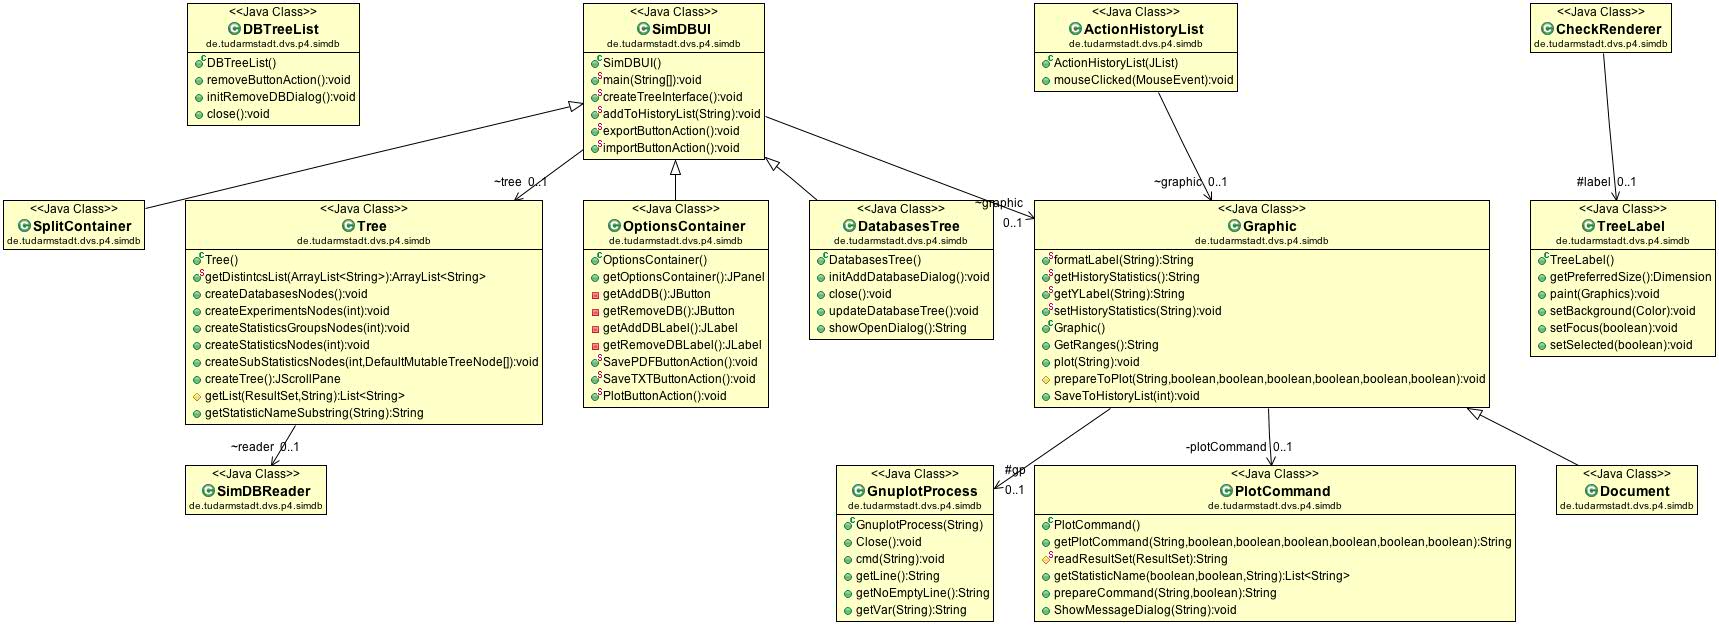 <<Java Class>>
DBTreeList
de.tudarmstadt.dvs.p4.simdb
DBTreeList()
removeButtonAction():void
initRemoveDBDialog():void
close():void
<<Java Class>>
SimDBUI
de.tudarmstadt.dvs.p4.simdb
SimDBUI()
main(String[]):void
createTreeInterface():void
addToHistoryList(String):void
exportButtonAction():void
importButtonAction():void
<<Java Class>>
ActionHistoryList
de.tudarmstadt.dvs.p4.simdb
ActionHistoryList(JList)
mouseClicked(MouseEvent):void
<<Java Class>>
CheckRenderer
de.tudarmstadt.dvs.p4.simdb
~tree 0..1
~graphic
0..1
~graphic 0..1
#label 0..1
<<Java Class>>
SplitContainer
de.tudarmstadt.dvs.p4.simdb
<<Java Class>>
Tree
de.tudarmstadt.dvs.p4.simdb
Tree()
getDistintcsList(ArrayList<String>):ArrayList<String>
createDatabasesNodes():void
createExperimentsNodes(int):void
createStatisticsGroupsNodes(int):void
createStatisticsNodes(int):void
createSubStatisticsNodes(int,DefaultMutableTreeNode[]):void
createTree():JScrollPane
getList(ResultSet,String):List<String>
getStatisticNameSubstring(String):String
<<Java Class>>
OptionsContainer
de.tudarmstadt.dvs.p4.simdb
OptionsContainer()
getOptionsContainer():JPanel
getAddDB():JButton
getRemoveDB():JButton
getAddDBLabel():JLabel
getRemoveDBLabel():JLabel
SavePDFButtonAction():void
SaveTXTButtonAction():void
PlotButtonAction():void
<<Java Class>>
DatabasesTree
de.tudarmstadt.dvs.p4.simdb
DatabasesTree()
initAddDatabaseDialog():void
close():void
updateDatabaseTree():void
showOpenDialog():String
<<Java Class>>
Graphic
de.tudarmstadt.dvs.p4.simdb
formatLabel(String):String
getHistoryStatistics():String
getYLabel(String):String
setHistoryStatistics(String):void
Graphic()
GetRanges():String
plot(String):void
prepareToPlot(String,boolean,boolean,boolean,boolean,boolean,boolean):void
SaveToHistoryList(int):void
<<Java Class>>
TreeLabel
de.tudarmstadt.dvs.p4.simdb
TreeLabel()
getPreferredSize():Dimension
paint(Graphics):void
setBackground(Color):void
setFocus(boolean):void
setSelected(boolean):void
~reader 0..1
#gp
0..1
-plotCommand 0..1
<<Java Class>>
SimDBReader
de.tudarmstadt.dvs.p4.simdb
<<Java Class>>
GnuplotProcess
de.tudarmstadt.dvs.p4.simdb
GnuplotProcess(String)
Close():void
cmd(String):void
getLine():String
getNoEmptyLine():String
getVar(String):String
<<Java Class>>
PlotCommand
de.tudarmstadt.dvs.p4.simdb
PlotCommand()
getPlotCommand(String,boolean,boolean,boolean,boolean,boolean,boolean):String
readResultSet(ResultSet):String
getStatisticName(boolean,boolean,String):List<String>
prepareCommand(String,boolean):String
ShowMessageDialog(String):void
<<Java Class>>
Document
de.tudarmstadt.dvs.p4.simdb